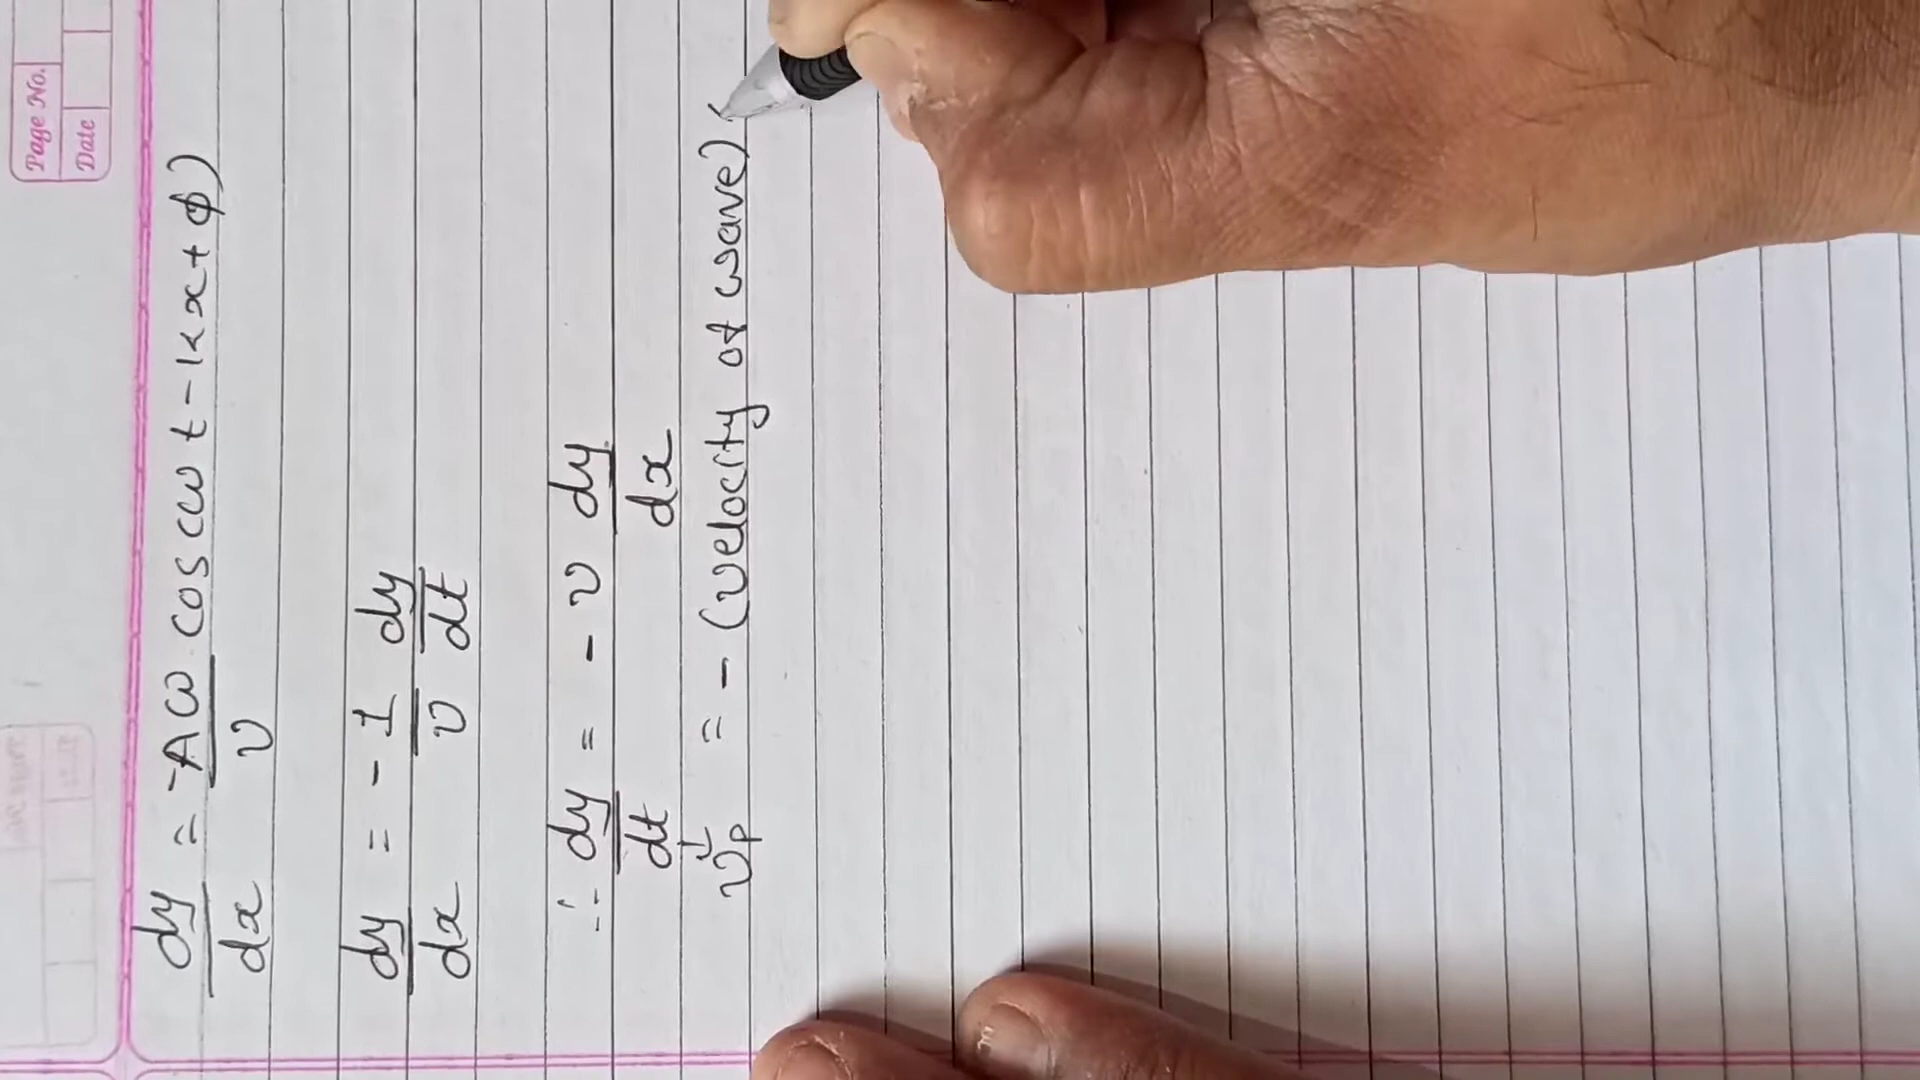 Page No.
Date
dy/dx = -Aω/v cos(ωt - kx + φ)
dy/dx = - 1/v dy/dt
∴ dy/dt = - v dy/dx
↓
v_p = - (velocity of wave)